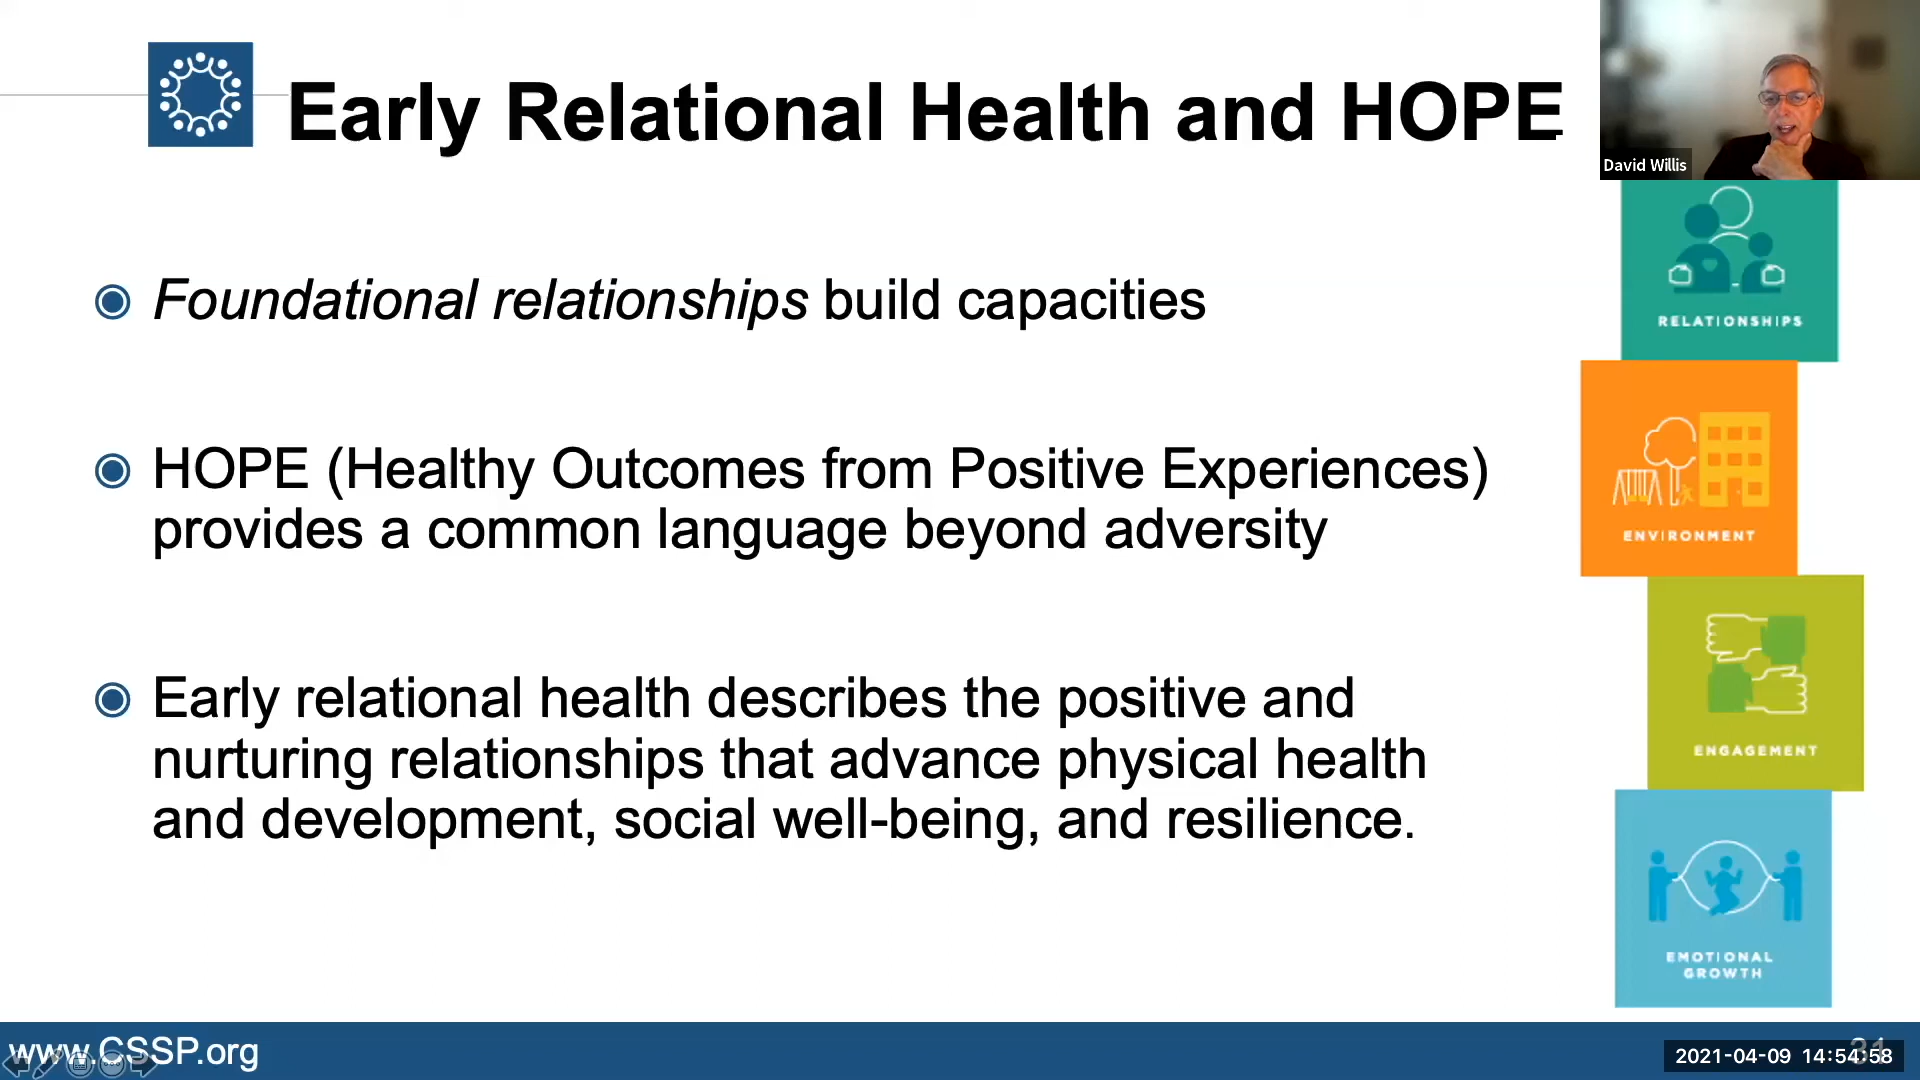 Early Relational Health and HOPE
David Willis
Foundational relationships build capacities
HOPE (Healthy Outcomes from Positive Experiences)
provides a common language beyond adversity
Early relational health describes the positive and
nurturing relationships that advance physical health
and development, social well-being, and resilience.
RELATIONSHIPS
ENVIRONMENT
ENGAGEMENT
EMOTIONAL
GROWTH
www.CSSP.org
31
2021-04-09 14:54:58